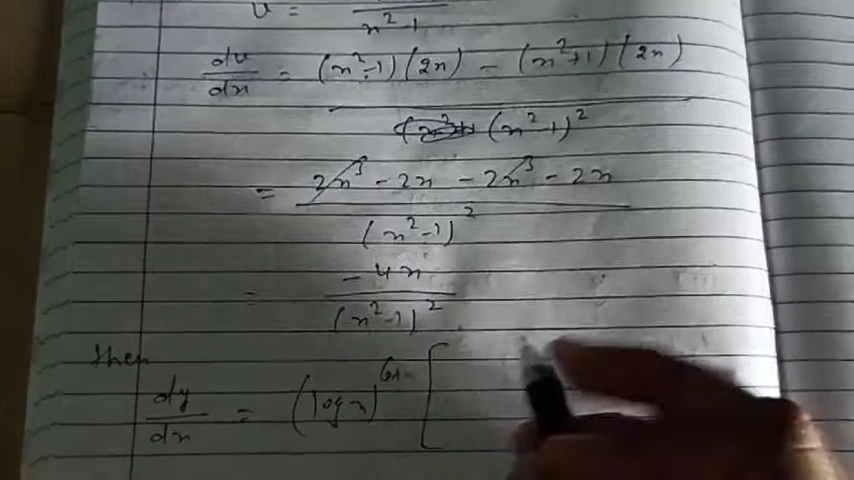 u = / x²-1
du/dx = (x²-1)(2x) - (x²+1)(2x) / (x²-1)²
= 2x³ - 2x - 2x³ - 2x / (x²-1)²
= -4x / (x²-1)²
then
dy/dx = (log x) [